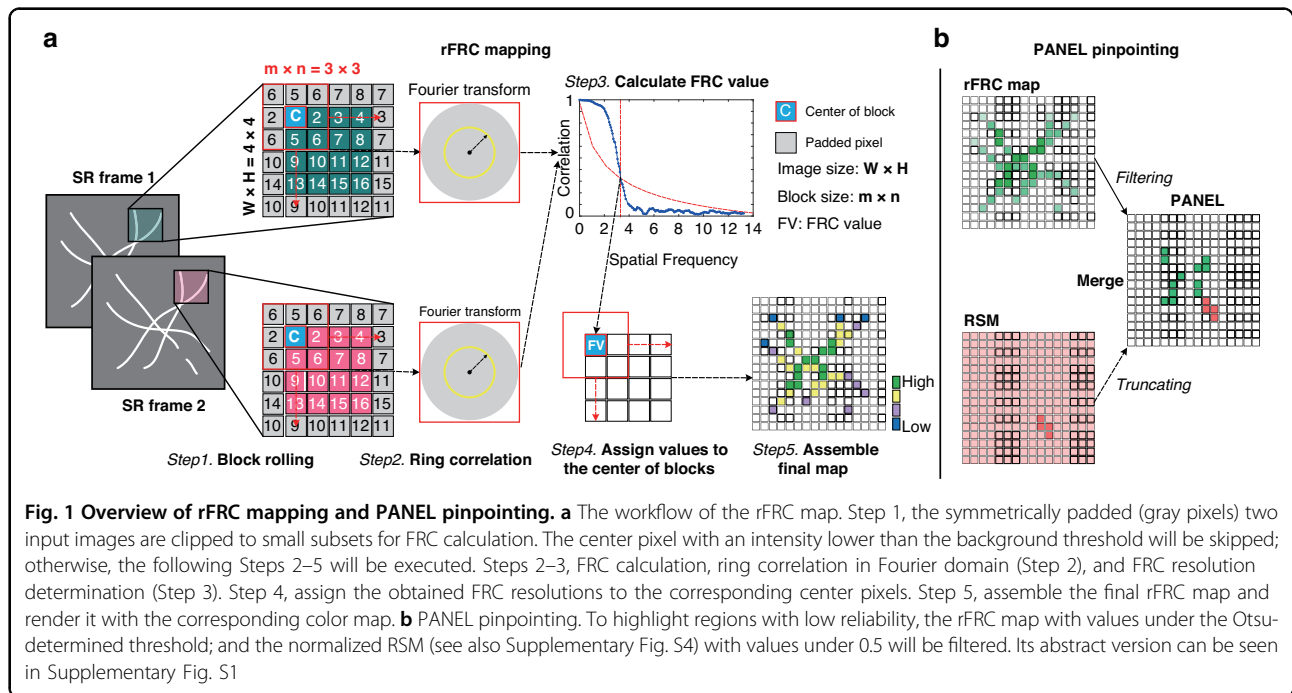 a
rFRC mapping
m × n = 3 × 3
W × H = 4 × 4
6 5 6 7 8 7
2 C 2 3 4 3
6 5 6 7 8 7
10 9 10 11 12 11
14 13 14 15 16 15
10 9 10 11 12 11
SR frame 1
SR frame 2
6 5 6 7 8 7
2 C 2 3 4 3
6 5 6 7 8 7
10 9 10 11 12 11
14 13 14 15 16 15
10 9 10 11 12 11
Step1. Block rolling
Fourier transform
Fourier transform
Step2. Ring correlation
Step3. Calculate FRC value
Correlation
1
0
0 2 4 6 8 10 12 14
Spatial Frequency
C Center of block
Padded pixel
Image size: W × H
Block size: m × n
FV: FRC value
FV
Step4. Assign values to
the center of blocks
High
Low
Step5. Assemble
final map
b
PANEL pinpointing
rFRC map
Filtering
PANEL
Merge
RSM
Truncating
Fig. 1 Overview of rFRC mapping and PANEL pinpointing. a The workflow of the rFRC map. Step 1, the symmetrically padded (gray pixels) two
input images are clipped to small subsets for FRC calculation. The center pixel with an intensity lower than the background threshold will be skipped;
otherwise, the following Steps 2–5 will be executed. Steps 2–3, FRC calculation, ring correlation in Fourier domain (Step 2), and FRC resolution
determination (Step 3). Step 4, assign the obtained FRC resolutions to the corresponding center pixels. Step 5, assemble the final rFRC map and
render it with the corresponding color map. b PANEL pinpointing. To highlight regions with low reliability, the rFRC map with values under the Otsu-
determined threshold; and the normalized RSM (see also Supplementary Fig. S4) with values under 0.5 will be filtered. Its abstract version can be seen
in Supplementary Fig. S1